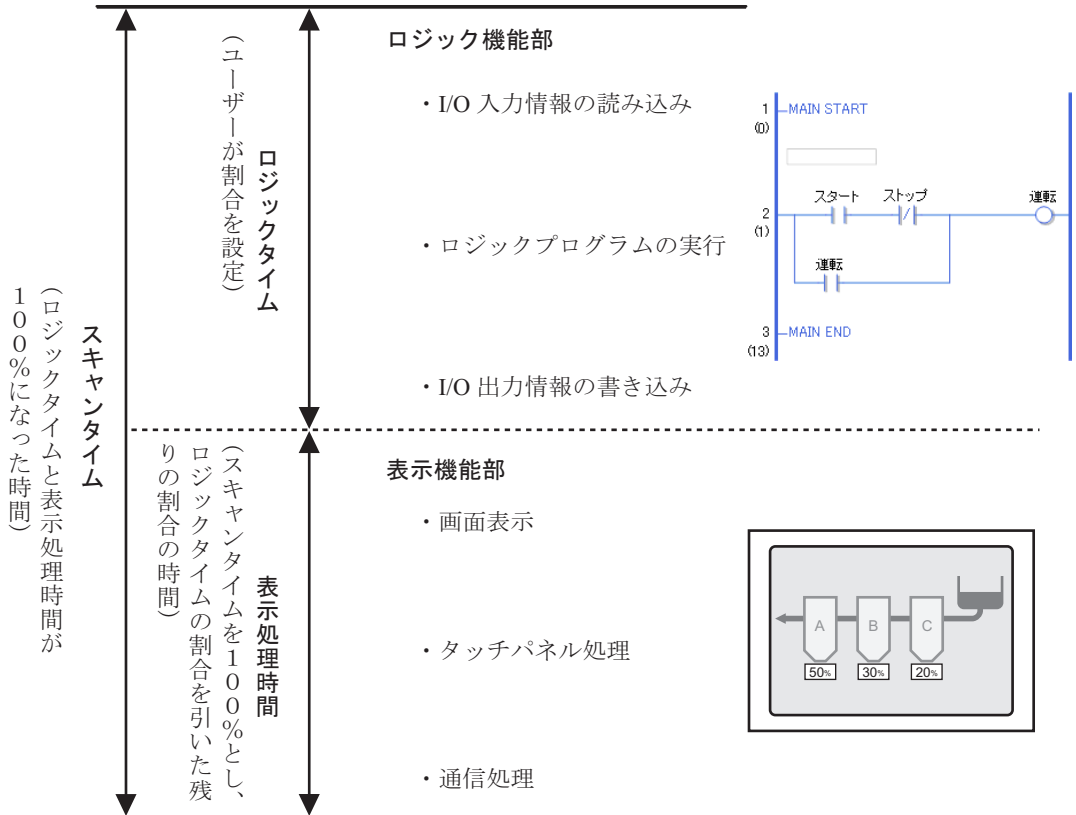 スキャンタイム
(ロジックタイムと表示処理時間が
100%になった時間)
ロジックタイム
(ユーザーが割合を設定)
ロジック機能部
・I/O 入力情報の読み込み
・ロジックプログラムの実行
・I/O 出力情報の書き込み
1
(0)
MAIN START
スタート
ストップ
運転
2
(1)
運転
3
(13)
MAIN END
表示処理時間
(スキャンタイムを100%とし、
ロジックタイムの割合を引いた残
りの割合の時間)
表示機能部
・画面表示
・タッチパネル処理
・通信処理
A
B
C
50%
30%
20%